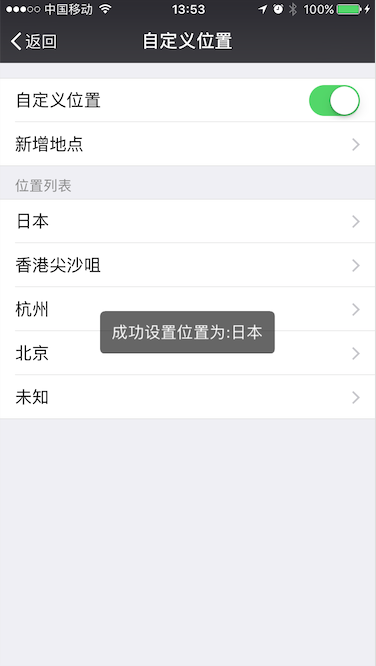 中国移动 13:53 100%
返回 自定义位置
自定义位置
新增地点
位置列表
日本
香港尖沙咀
杭州
成功设置位置为:日本
北京
未知